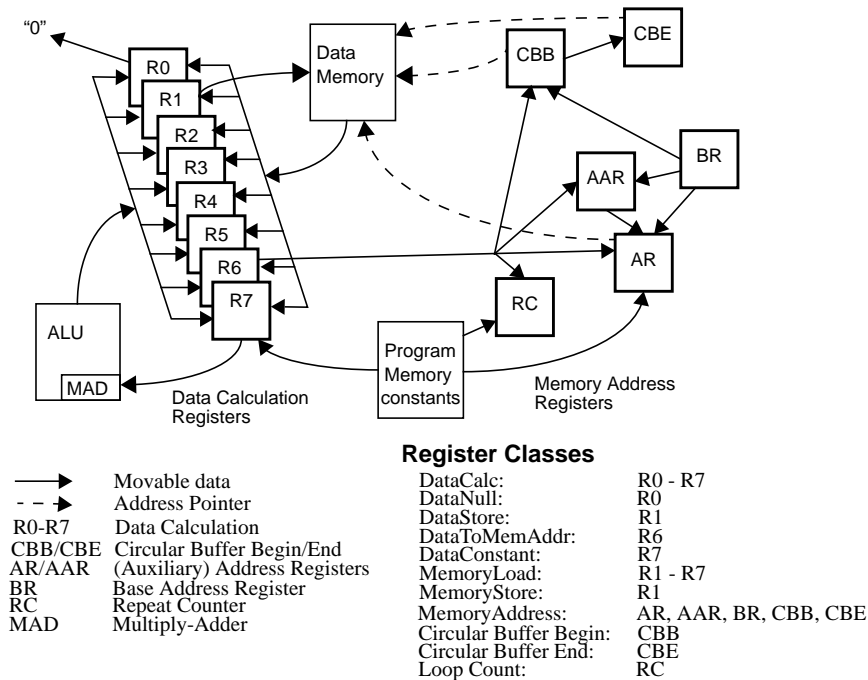 "0"
R0
R1
R2
R3
R4
R5
R6
R7
Data
Memory
CBB
CBE
BR
AAR
AR
RC
ALU
MAD
Program
Memory
constants
Data Calculation
Registers
Memory Address
Registers
Movable data
Address Pointer
R0-R7 Data Calculation
CBB/CBE Circular Buffer Begin/End
AR/AAR (Auxiliary) Address Registers
BR Base Address Register
RC Repeat Counter
MAD Multiply-Adder
Register Classes
DataCalc: R0 - R7
DataNull: R0
DataStore: R1
DataToMemAddr: R6
DataConstant: R7
MemoryLoad: R1 - R7
MemoryStore: R1
MemoryAddress: AR, AAR, BR, CBB, CBE
Circular Buffer Begin: CBB
Circular Buffer End: CBE
Loop Count: RC